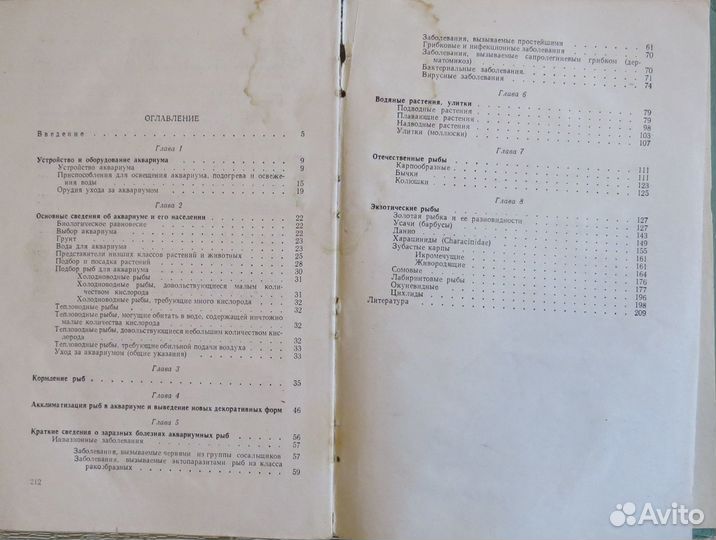 ОГЛАВЛЕНИЕ
Введение 5
Глава 1
Устройство и оборудование аквариума 9
Устройство аквариума 9
Приспособления для освещения аквариума, подогрева и освеже-
ния воды 15
Орудия ухода за аквариумом 19
Глава 2
Основные сведения об аквариуме и его населении 22
Биологическое равновесие 22
Выбор аквариума 22
Грунт 23
Вода для аквариума 23
Представители низших классов растений и животных 25
Подбор и посадка растений 28
Подбор рыб для аквариума 30
Холодноводные рыбы 31
Холодноводные рыбы, довольствующиеся малым коли-
чеством кислорода 31
Холодноводные рыбы, требующие много кислорода 31
Тепловодные рыбы 32
Тепловодные рыбы, могущие обитать в воде, содержащей ничтожно
малые количества кислорода 32
Тепловодные рыбы, довольствующиеся небольшим количеством кис-
лорода 32
Тепловодные рыбы, требующие обильной подачи воздуха 33
Уход за аквариумом (общие указания) 33
Глава 3
Кормление рыб 35
Глава 4
Акклиматизация рыб в аквариуме и выведение новых декоративных форм 46
Глава 5
Краткие сведения о заразных болезнях аквариумных рыб 56
Инвазионные заболевания 57
Заболевания, вызываемые червями из группы сосальщиков 57
Заболевания, вызываемые эктопаразитами рыб из класса
ракообразных 59
212
Заболевания, вызываемые простейшими 61
Грибковые и инфекционные заболевания 70
Заболевания, вызываемые сапролегниевым грибком (дер-
матомикоз) 70
Бактериальные заболевания. 71
Вирусные заболевания 74
Глава 6
Водяные растения, улитки 79
Подводные растения 79
Плавающие растения 98
Надводные растения 103
Улитки (моллюски) 107
Глава 7
Отечественные рыбы 111
Карпообразные 111
Бычки 123
Колюшки 125
Глава 8
Экзотические рыбы 127
Золотая рыбка и ее разновидности 127
Усачи (барбусы) 143
Данио 149
Харациниды (Characinidae) 155
Зубастые карпы 161
Икромечущие 161
Живородящие 164
Сомовые 176
Лабиринтовые рыбы 177
Окуневидные 196
Цихлиды 198
Литература 209
Avito